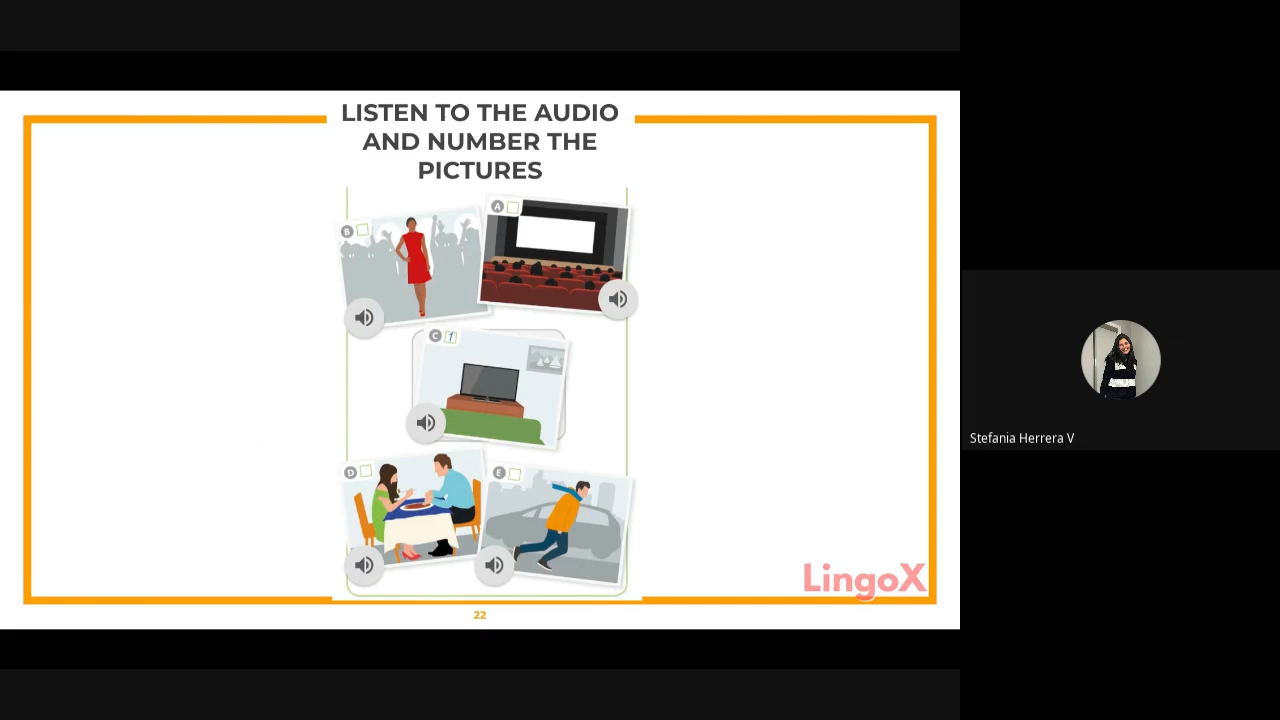 LISTEN TO THE AUDIO
AND NUMBER THE
PICTURES
B
A
C 1
D
E
LingoX
22
Stefania Herrera V